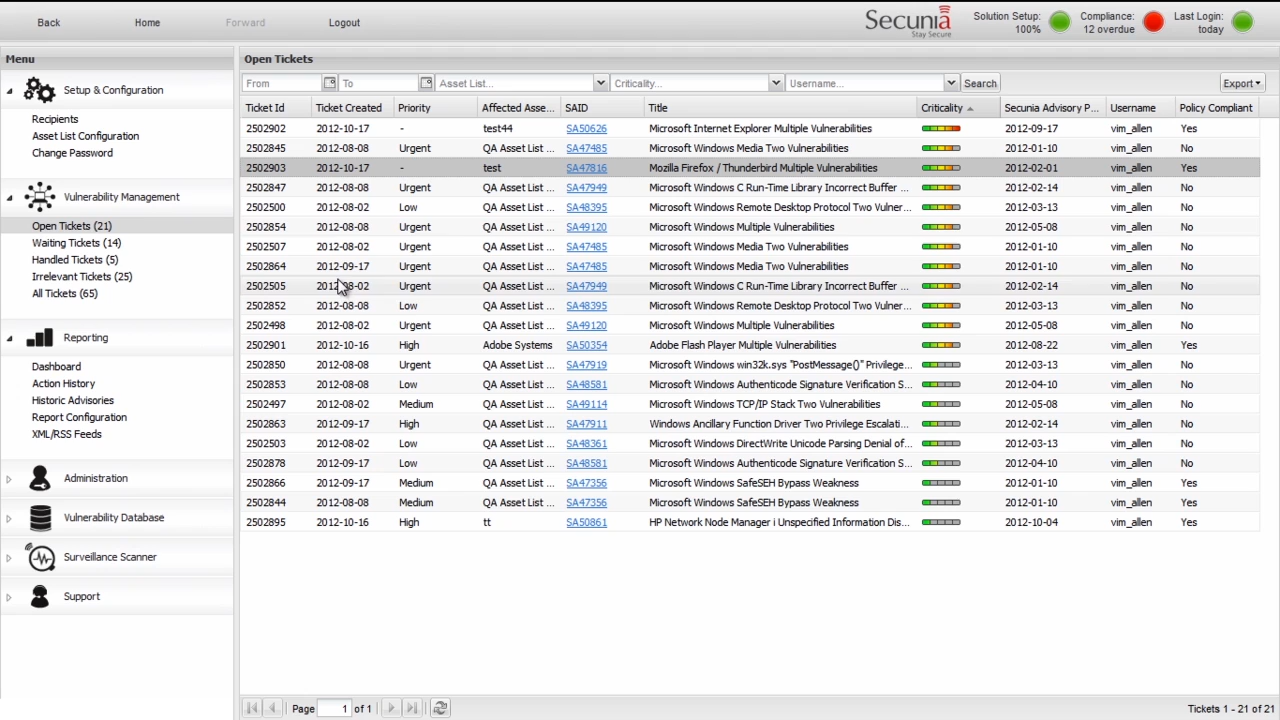 Back Home Forward Logout Secunia Stay Secure Solution Setup: 100% Compliance: 12 overdue Last Login: today
Menu
Setup & Configuration
Recipients
Asset List Configuration
Change Password
Vulnerability Management
Open Tickets (21)
Waiting Tickets (14)
Handled Tickets (5)
Irrelevant Tickets (25)
All Tickets (65)
Reporting
Dashboard
Action History
Historic Advisories
Report Configuration
XML/RSS Feeds
Administration
Vulnerability Database
Surveillance Scanner
Support
Open Tickets
From To Asset List... Criticality... Username... Search Export
Ticket Id Ticket Created Priority Affected Asse... SAID Title Criticality Secunia Advisory P... Username Policy Compliant
2502902 2012-10-17 - test44 SA50626 Microsoft Internet Explorer Multiple Vulnerabilities 2012-09-17 vim_allen Yes
2502845 2012-08-08 Urgent QA Asset List ... SA47485 Microsoft Windows Media Two Vulnerabilities 2012-01-10 vim_allen No
2502903 2012-10-17 - test SA47816 Mozilla Firefox / Thunderbird Multiple Vulnerabilities 2012-02-01 vim_allen Yes
2502847 2012-08-08 Urgent QA Asset List ... SA47949 Microsoft Windows C Run-Time Library Incorrect Buffer ... 2012-02-14 vim_allen No
2502500 2012-08-02 Low QA Asset List ... SA48395 Microsoft Windows Remote Desktop Protocol Two Vulner... 2012-03-13 vim_allen No
2502854 2012-08-08 Urgent QA Asset List ... SA49120 Microsoft Windows Multiple Vulnerabilities 2012-05-08 vim_allen No
2502507 2012-08-02 Urgent QA Asset List ... SA47485 Microsoft Windows Media Two Vulnerabilities 2012-01-10 vim_allen No
2502864 2012-09-17 Urgent QA Asset List ... SA47485 Microsoft Windows Media Two Vulnerabilities 2012-01-10 vim_allen No
2502505 2012-08-02 Urgent QA Asset List ... SA47949 Microsoft Windows C Run-Time Library Incorrect Buffer ... 2012-02-14 vim_allen No
2502852 2012-08-08 Low QA Asset List ... SA48395 Microsoft Windows Remote Desktop Protocol Two Vulner... 2012-03-13 vim_allen No
2502498 2012-08-02 Urgent QA Asset List ... SA49120 Microsoft Windows Multiple Vulnerabilities 2012-05-08 vim_allen No
2502901 2012-10-16 High Adobe Systems SA50354 Adobe Flash Player Multiple Vulnerabilities 2012-08-22 vim_allen Yes
2502850 2012-08-08 Urgent QA Asset List ... SA47919 Microsoft Windows win32k.sys "PostMessage()" Privilege... 2012-03-13 vim_allen No
2502853 2012-08-08 Low QA Asset List ... SA48581 Microsoft Windows Authenticode Signature Verification S... 2012-04-10 vim_allen No
2502497 2012-08-02 Medium QA Asset List ... SA49114 Microsoft Windows TCP/IP Stack Two Vulnerabilities 2012-05-08 vim_allen No
2502863 2012-09-17 High QA Asset List ... SA47911 Windows Ancillary Function Driver Two Privilege Escalati... 2012-02-14 vim_allen No
2502503 2012-08-02 Low QA Asset List ... SA48361 Microsoft Windows DirectWrite Unicode Parsing Denial of... 2012-03-13 vim_allen No
2502878 2012-09-17 Low QA Asset List ... SA48581 Microsoft Windows Authenticode Signature Verification S... 2012-04-10 vim_allen No
2502866 2012-09-17 Medium QA Asset List ... SA47356 Microsoft Windows SafeSEH Bypass Weakness 2012-01-10 vim_allen Yes
2502844 2012-08-08 Medium QA Asset List ... SA47356 Microsoft Windows SafeSEH Bypass Weakness 2012-01-10 vim_allen Yes
2502895 2012-10-16 High tt SA50861 HP Network Node Manager i Unspecified Information Dis... 2012-10-04 vim_allen Yes
Page 1 of 1 Tickets 1 - 21 of 21